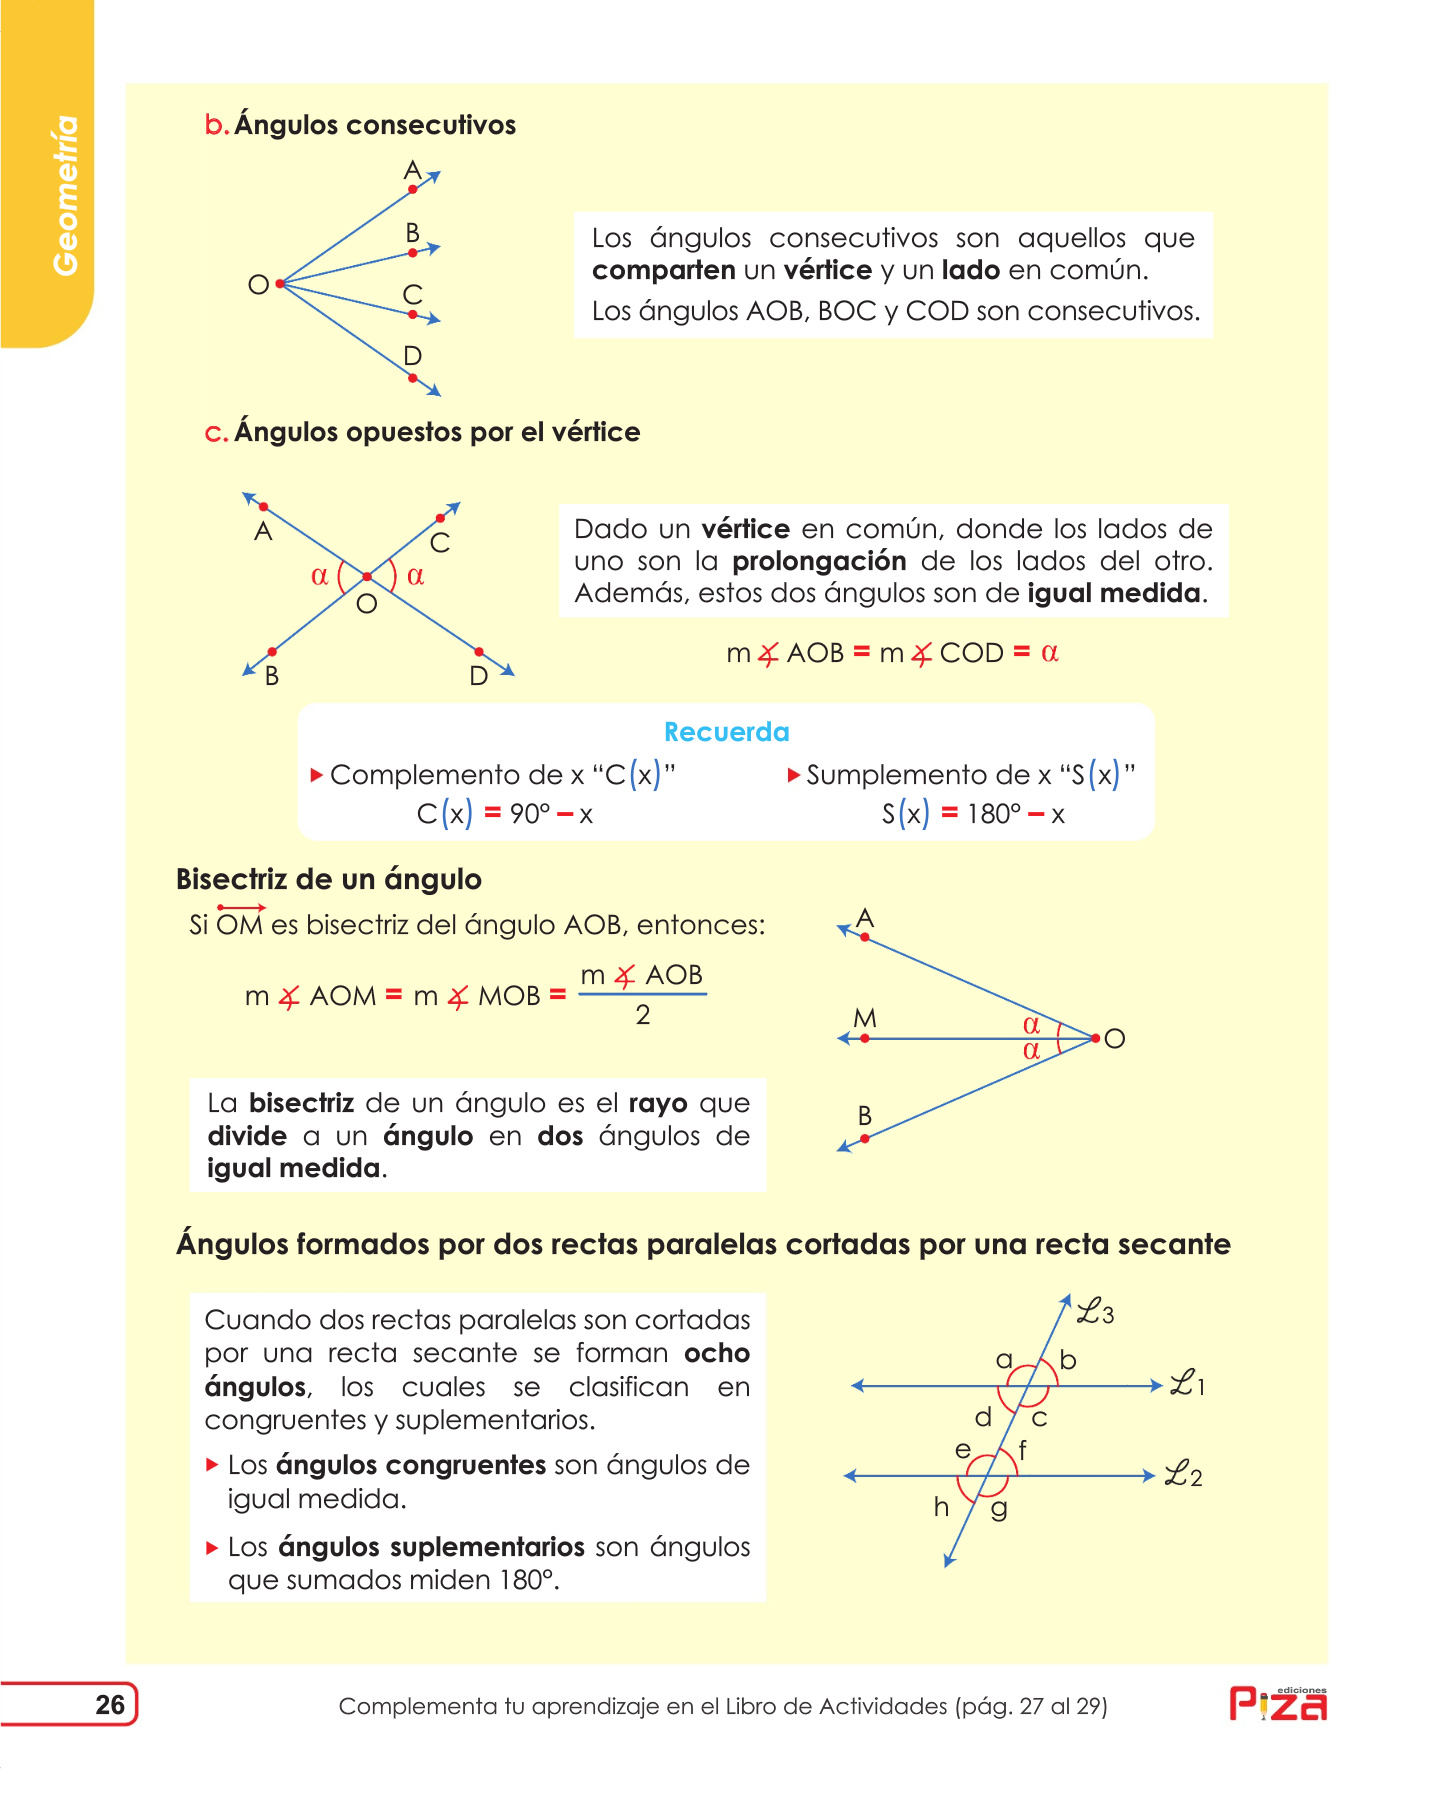 Geometría
b. Ángulos consecutivos
A
B
O
C
D
Los ángulos consecutivos son aquellos que
comparten un vértice y un lado en común.
Los ángulos AOB, BOC y COD son consecutivos.
c. Ángulos opuestos por el vértice
A
C
α
α
O
B
D
Dado un vértice en común, donde los lados de
uno son la prolongación de los lados del otro.
Además, estos dos ángulos son de igual medida.
m ∡ AOB = m ∡ COD = α
Recuerda
Complemento de x “C(x)”
C(x) = 90° – x
Sumplemento de x “S(x)”
S(x) = 180° – x
Bisectriz de un ángulo
Si OM es bisectriz del ángulo AOB, entonces:
m ∡ AOM = m ∡ MOB = m ∡ AOB
2
A
M
α
α
O
B
La bisectriz de un ángulo es el rayo que
divide a un ángulo en dos ángulos de
igual medida.
Ángulos formados por dos rectas paralelas cortadas por una recta secante
Cuando dos rectas paralelas son cortadas
por una recta secante se forman ocho
ángulos, los cuales se clasifican en
congruentes y suplementarios.
Los ángulos congruentes son ángulos de
igual medida.
Los ángulos suplementarios son ángulos
que sumados miden 180°.
ℒ3
a b
ℒ1
d c
e f
ℒ2
h g
26
Complementa tu aprendizaje en el Libro de Actividades (pág. 27 al 29)
ediciones
Piza